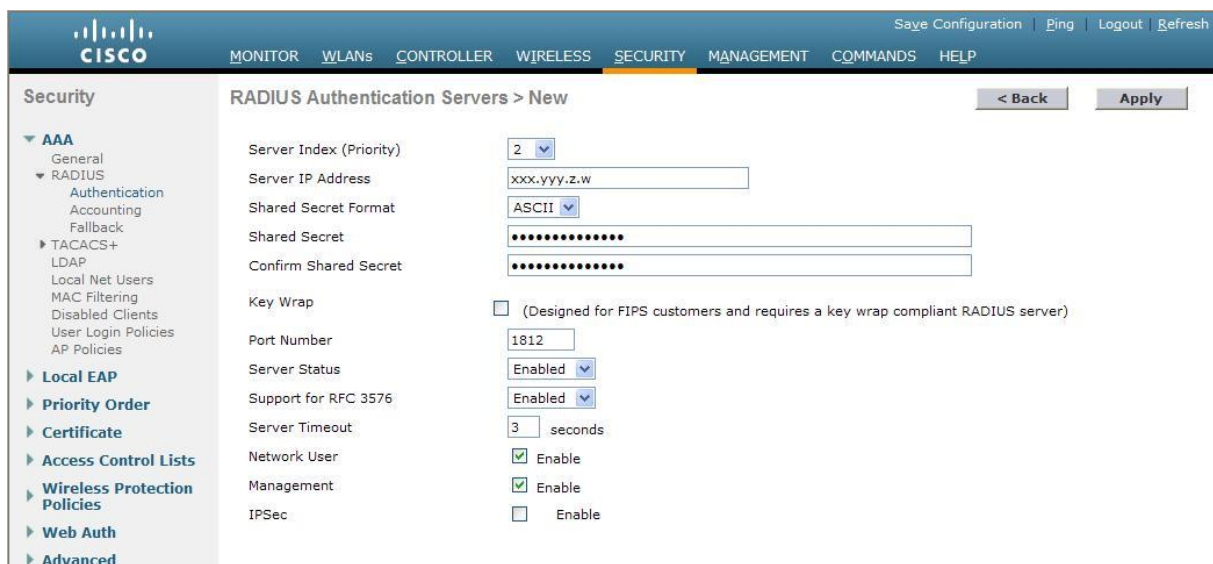 Save Configuration | Ping | Logout | Refresh
CISCO
MONITOR WLANs CONTROLLER WIRELESS SECURITY MANAGEMENT COMMANDS HELP
Security
AAA
General
RADIUS
Authentication
Accounting
Fallback
TACACS+
LDAP
Local Net Users
MAC Filtering
Disabled Clients
User Login Policies
AP Policies
Local EAP
Priority Order
Certificate
Access Control Lists
Wireless Protection
Policies
Web Auth
Advanced
RADIUS Authentication Servers > New
< Back Apply
Server Index (Priority) 2
Server IP Address xxx.yyy.z.w
Shared Secret Format ASCII
Shared Secret ••••••••••••••
Confirm Shared Secret ••••••••••••••
Key Wrap (Designed for FIPS customers and requires a key wrap compliant RADIUS server)
Port Number 1812
Server Status Enabled
Support for RFC 3576 Enabled
Server Timeout 3 seconds
Network User Enable
Management Enable
IPSec Enable